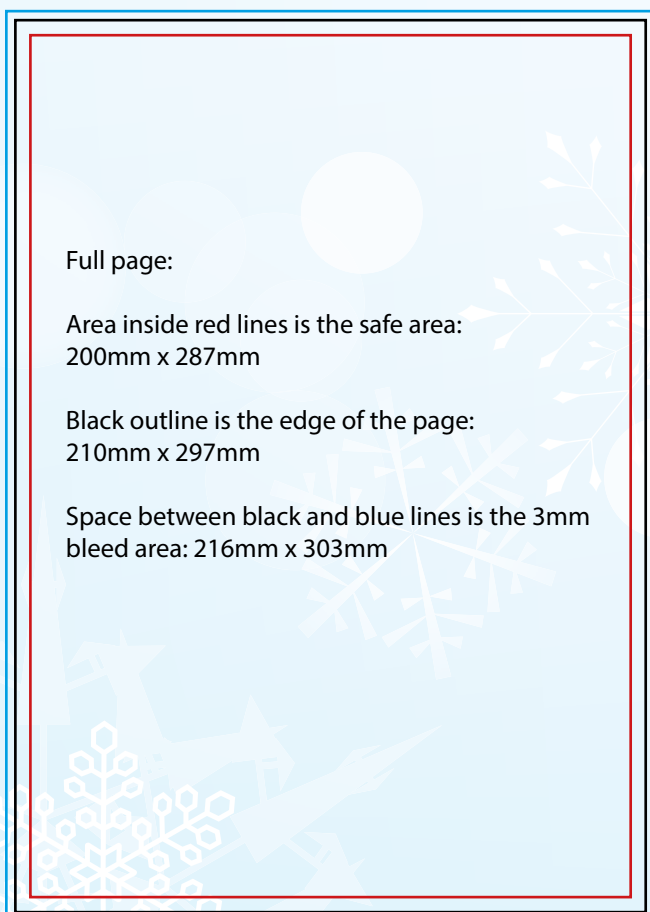 Full page:
Area inside red lines is the safe area:
200mm x 287mm
Black outline is the edge of the page:
210mm x 297mm
Space between black and blue lines is the 3mm
bleed area: 216mm x 303mm